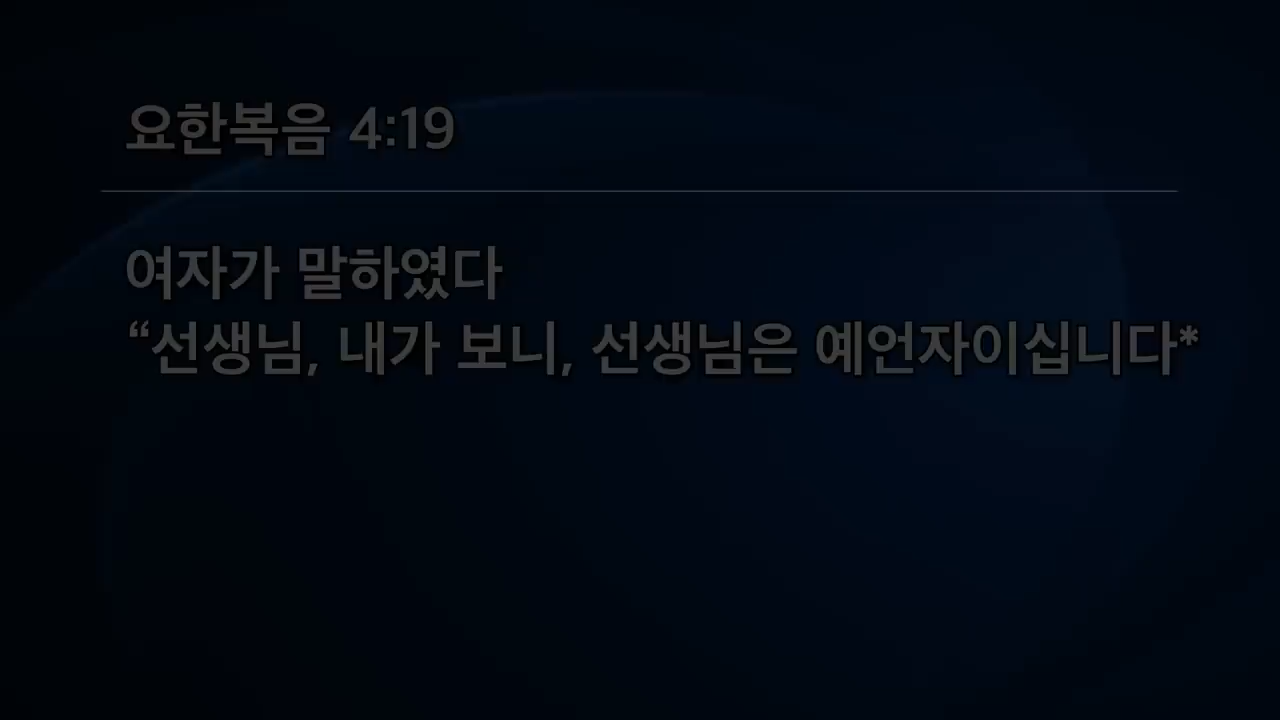 요한복음 4:19
여자가 말하였다
“선생님, 내가 보니, 선생님은 예언자이십니다*